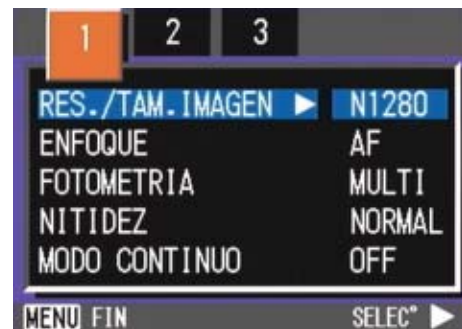 1 2 3
RES./TAM.IMAGEN ▶ N1280
ENFOQUE AF
FOTOMETRIA MULTI
NITIDEZ NORMAL
MODO CONTINUO OFF
MENU FIN SELEC° ▶